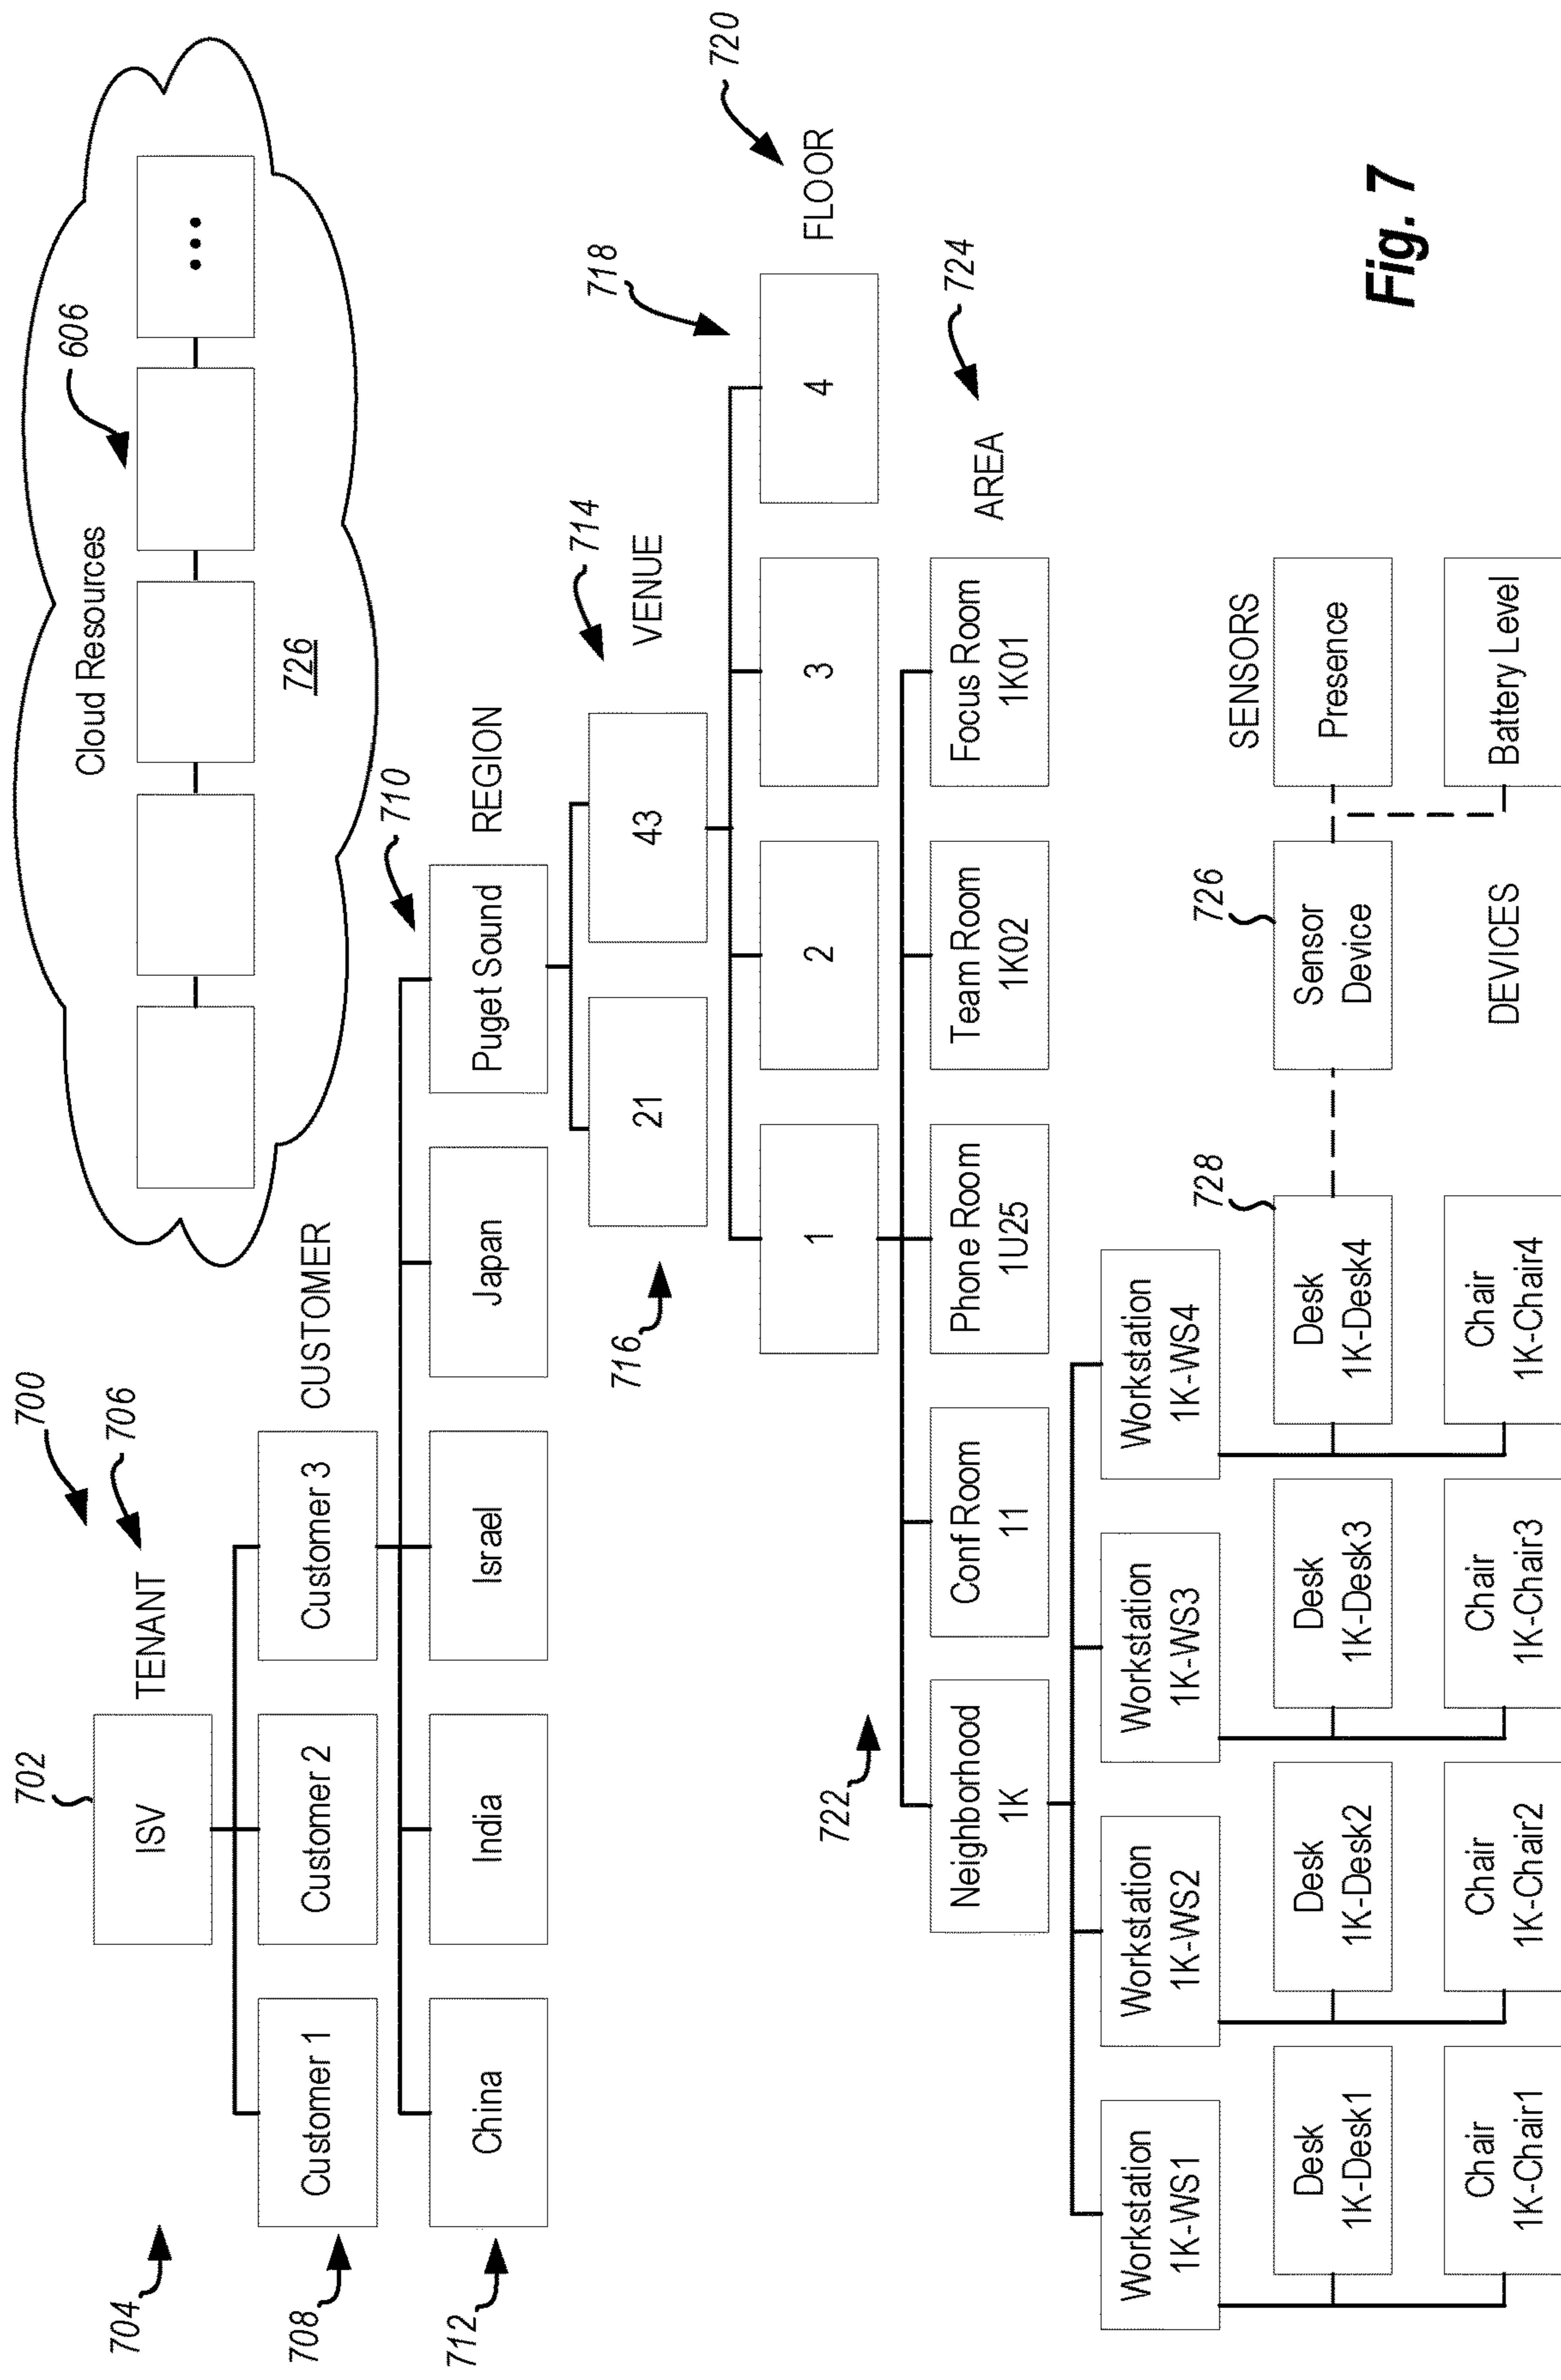 700
702
ISV
TENANT
706
704
Cloud Resources
606
...
726
Customer 1
Customer 2
Customer 3
CUSTOMER
708
China
India
Israel
Japan
Puget Sound
REGION
710
712
21
43
VENUE
714
716
1
2
3
4
718
FLOOR
720
722
Neighborhood
1K
Conf Room
11
Phone Room
1U25
Team Room
1K02
Focus Room
1K01
AREA
724
Workstation
1K-WS1
Workstation
1K-WS2
Workstation
1K-WS3
Workstation
1K-WS4
Desk
1K-Desk1
Desk
1K-Desk2
Desk
1K-Desk3
Desk
1K-Desk4
728
Sensor
Device
726
SENSORS
Presence
Chair
1K-Chair1
Chair
1K-Chair2
Chair
1K-Chair3
Chair
1K-Chair4
DEVICES
Battery Level
Fig. 7